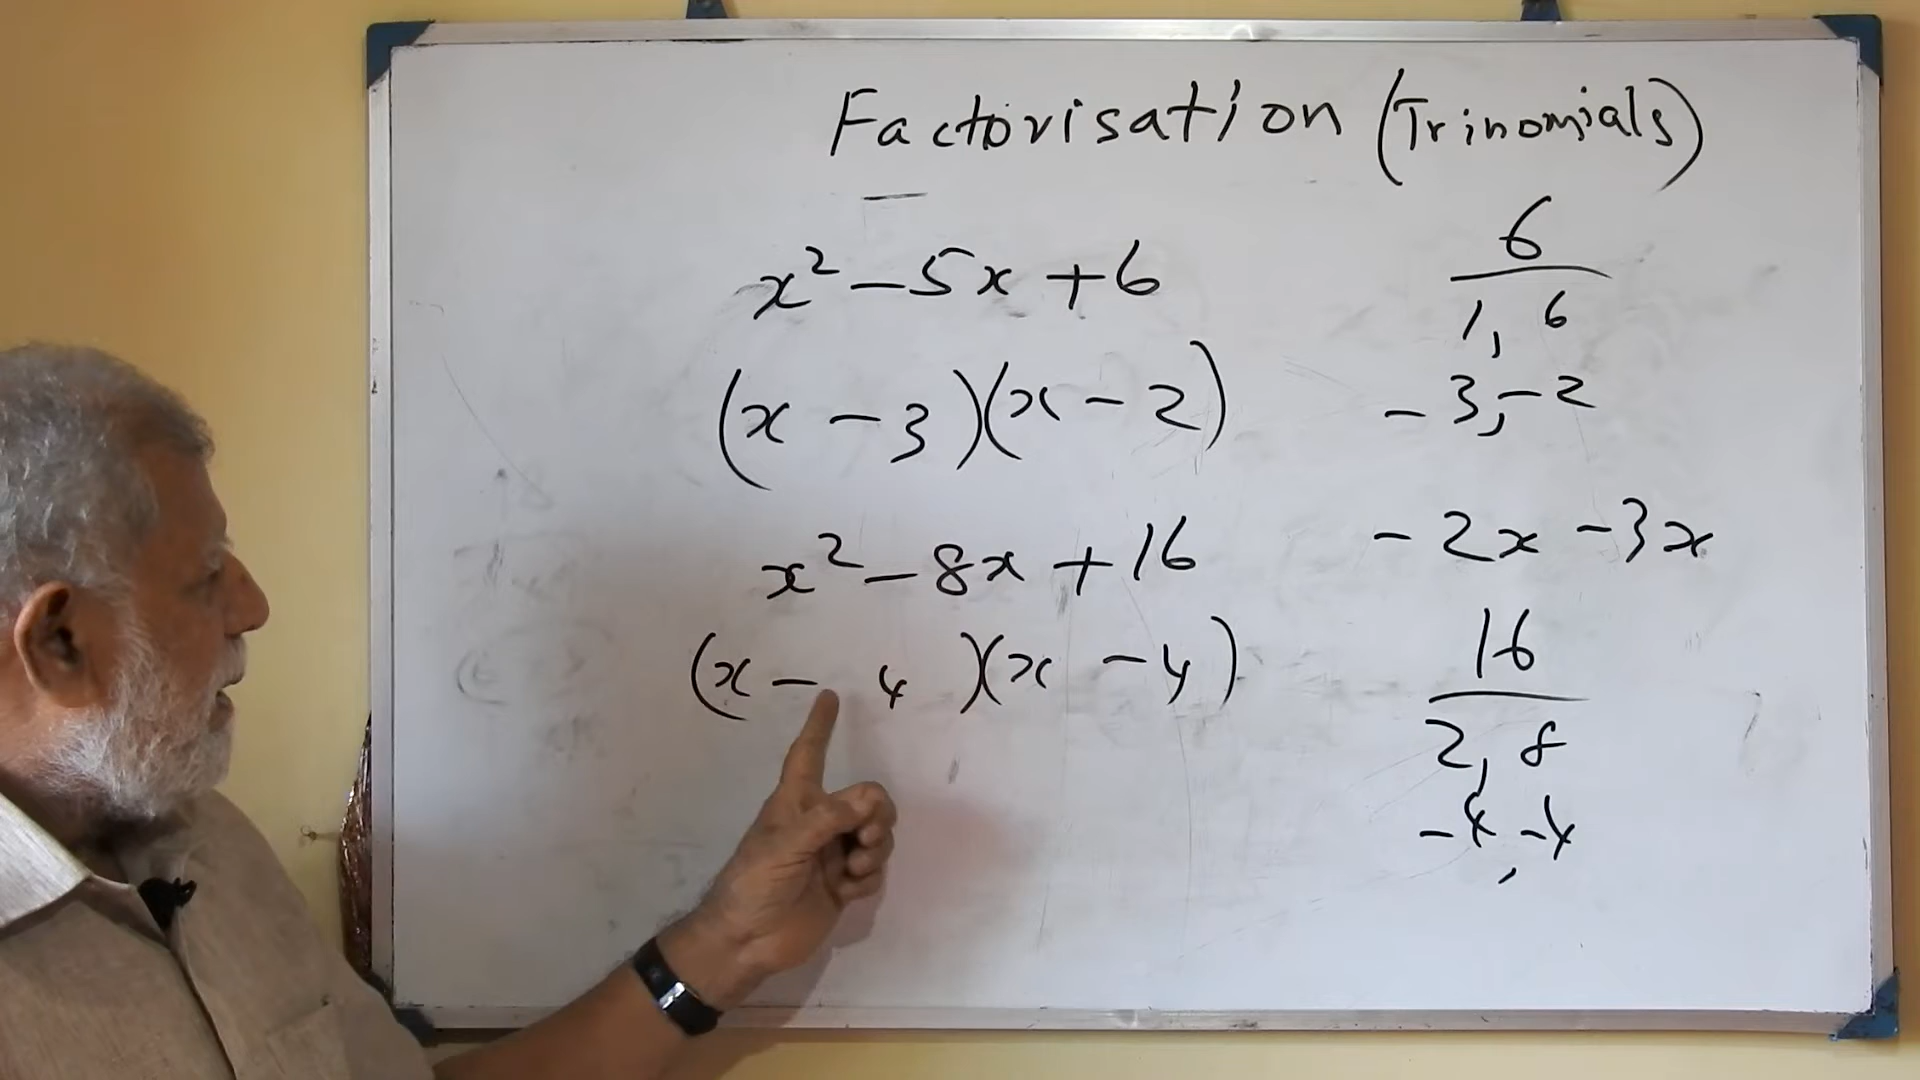 Factorisation (Trinomials)
x² - 5x + 6
(x - 3)(x - 2)
x² - 8x + 16
(x - 4)(x - 4)
6
1, 6
- 3, - 2
- 2x - 3x
16
2, 8
- 4, - 4